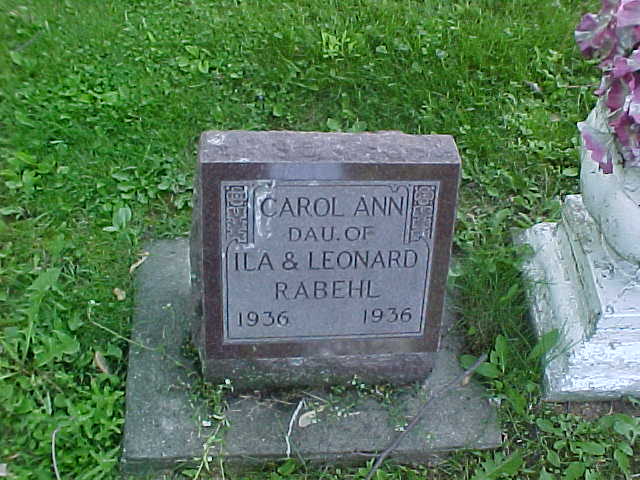 CAROL ANN
DAU. OF
ILA & LEONARD
RABEHL
1936 1936